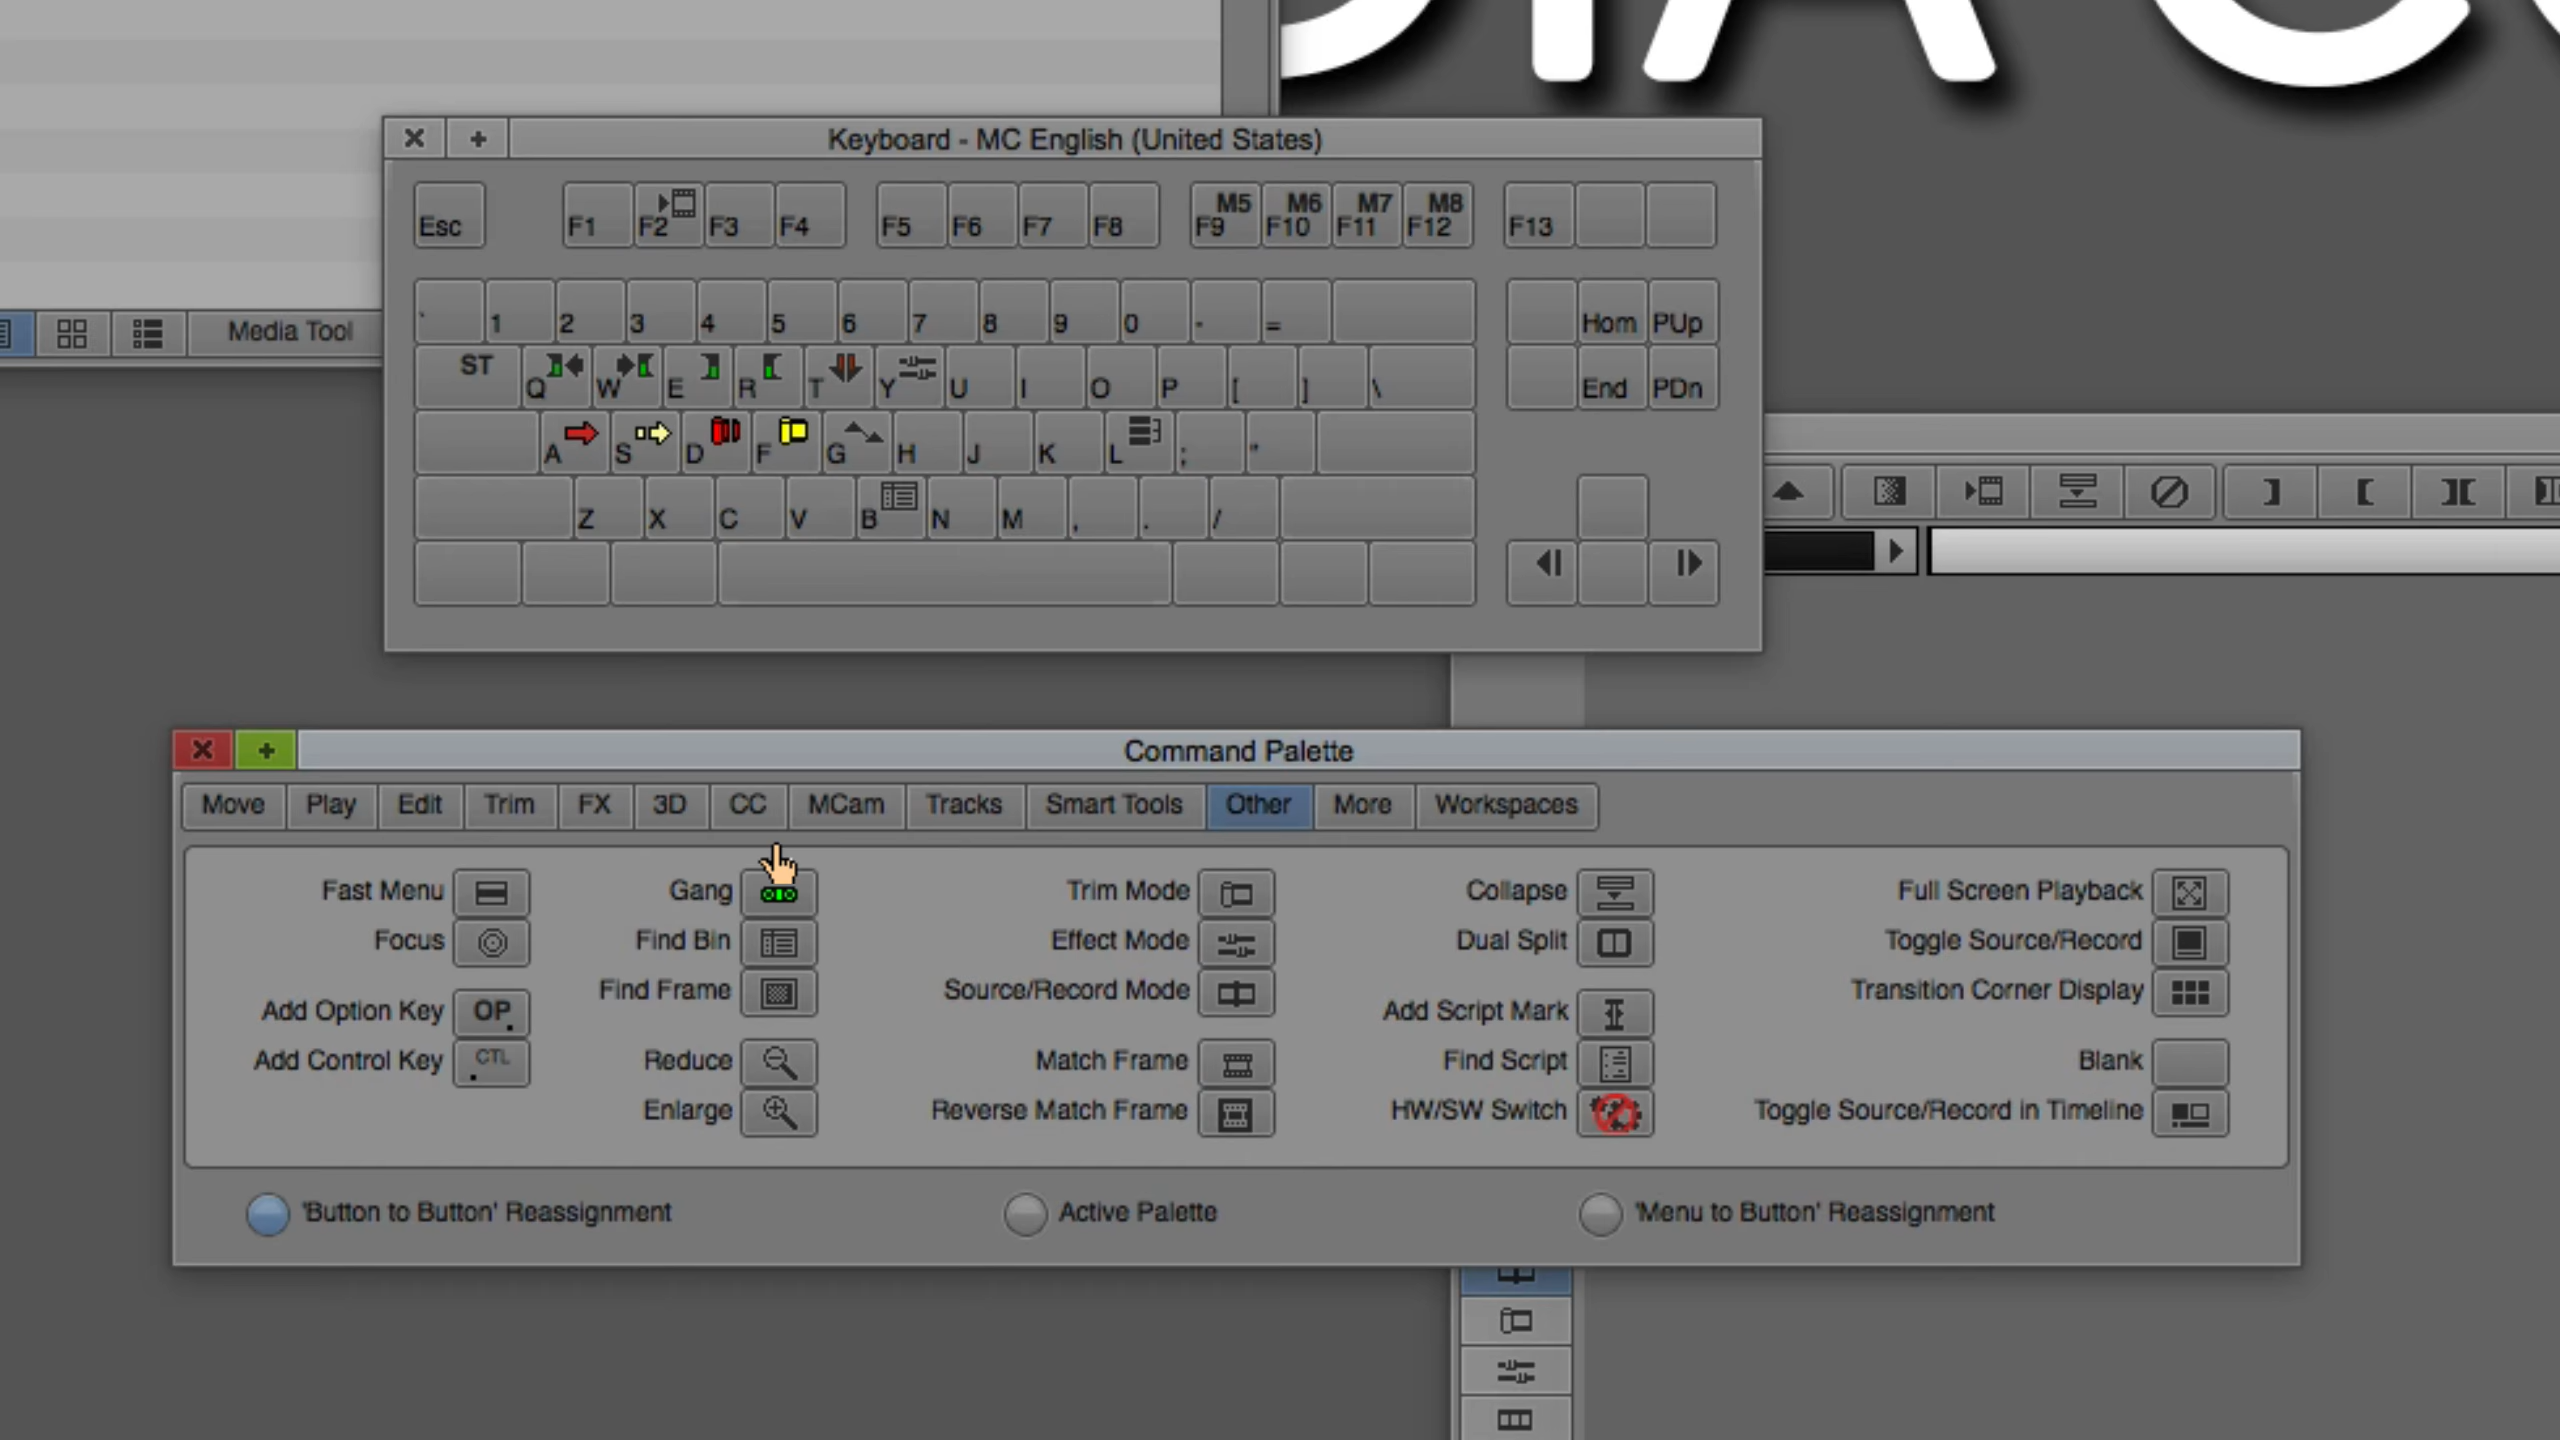 Keyboard - MC English (United States)
Esc F1 F2 F3 F4 F5 F6 F7 F8 M5 F9 M6 F10 M7 F11 M8 F12 F13
` 1 2 3 4 5 6 7 8 9 0 - = Hom PUp
Media Tool
ST Q W E R T Y U I O P [ ] \ End PDn
A S D F G H J K L ; "
Z X C V B N M , . /
Command Palette
Move Play Edit Trim FX 3D CC MCam Tracks Smart Tools Other More Workspaces
Fast Menu Gang Trim Mode Collapse Full Screen Playback
Focus Find Bin Effect Mode Dual Split Toggle Source/Record
Find Frame Source/Record Mode Transition Corner Display
Add Option Key OP Add Script Mark
Add Control Key CTL Reduce Match Frame Find Script Blank
Enlarge Reverse Match Frame HW/SW Switch Toggle Source/Record in Timeline
'Button to Button' Reassignment Active Palette 'Menu to Button' Reassignment